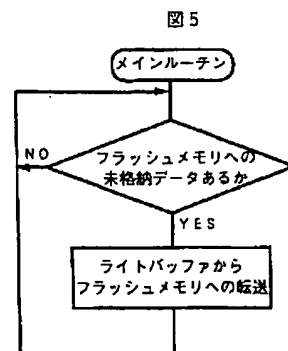 図5
メインルーチン
フラッシュメモリへの
未格納データあるか
NO
YES
ライトバッファから
フラッシュメモリへの転送